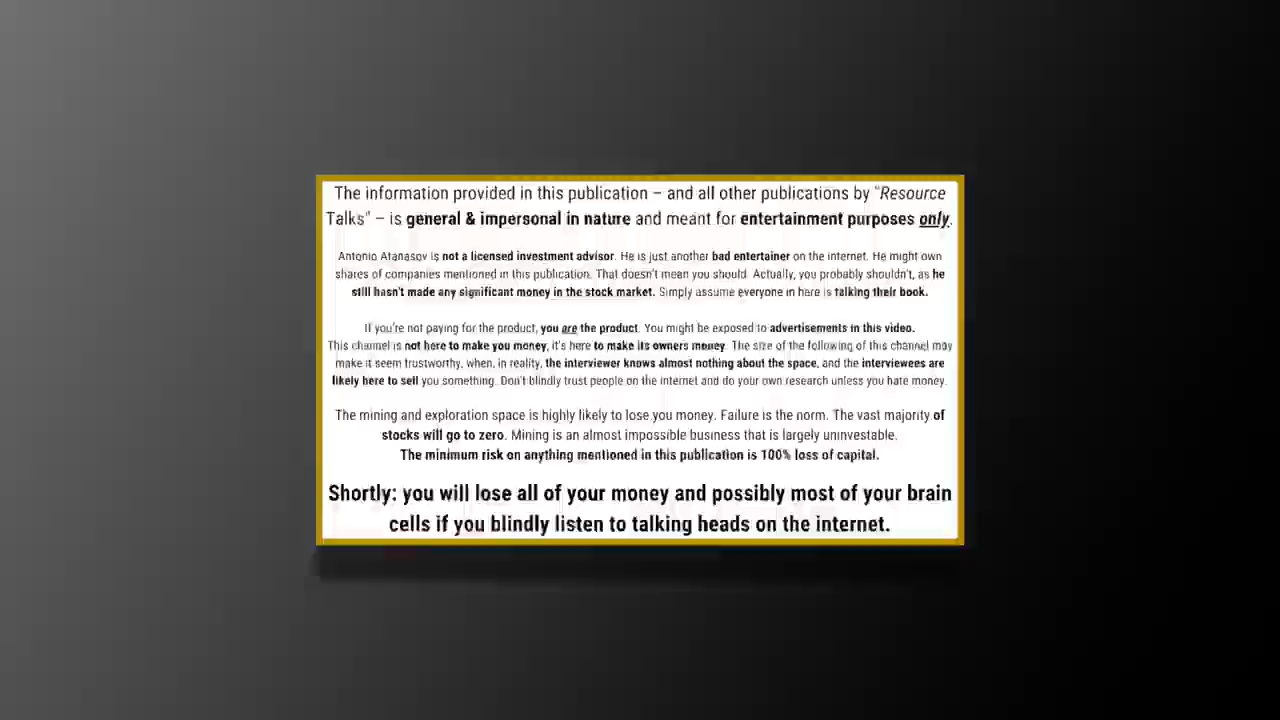 The information provided in this publication – and all other publications by "Resource
Talks" – is general & impersonal in nature and meant for entertainment purposes only.
Antonio Atanasov is not a licensed investment advisor. He is just another bad entertainer on the internet. He might own
shares of companies mentioned in this publication. That doesn't mean you should. Actually, you probably shouldn't, as he
still hasn't made any significant money in the stock market. Simply assume everyone in here is talking their book.
If you're not paying for the product, you are the product. You might be exposed to advertisements in this video.
This channel is not here to make you money, it's here to make its owners money. The size of the following of this channel may
make it seem trustworthy, when, in reality, the interviewer knows almost nothing about the space, and the interviewees are
likely here to sell you something. Don't blindly trust people on the internet and do your own research unless you hate money.
The mining and exploration space is highly likely to lose you money. Failure is the norm. The vast majority of
stocks will go to zero. Mining is an almost impossible business that is largely uninvestable.
The minimum risk on anything mentioned in this publication is 100% loss of capital.
Shortly: you will lose all of your money and possibly most of your brain
cells if you blindly listen to talking heads on the internet.